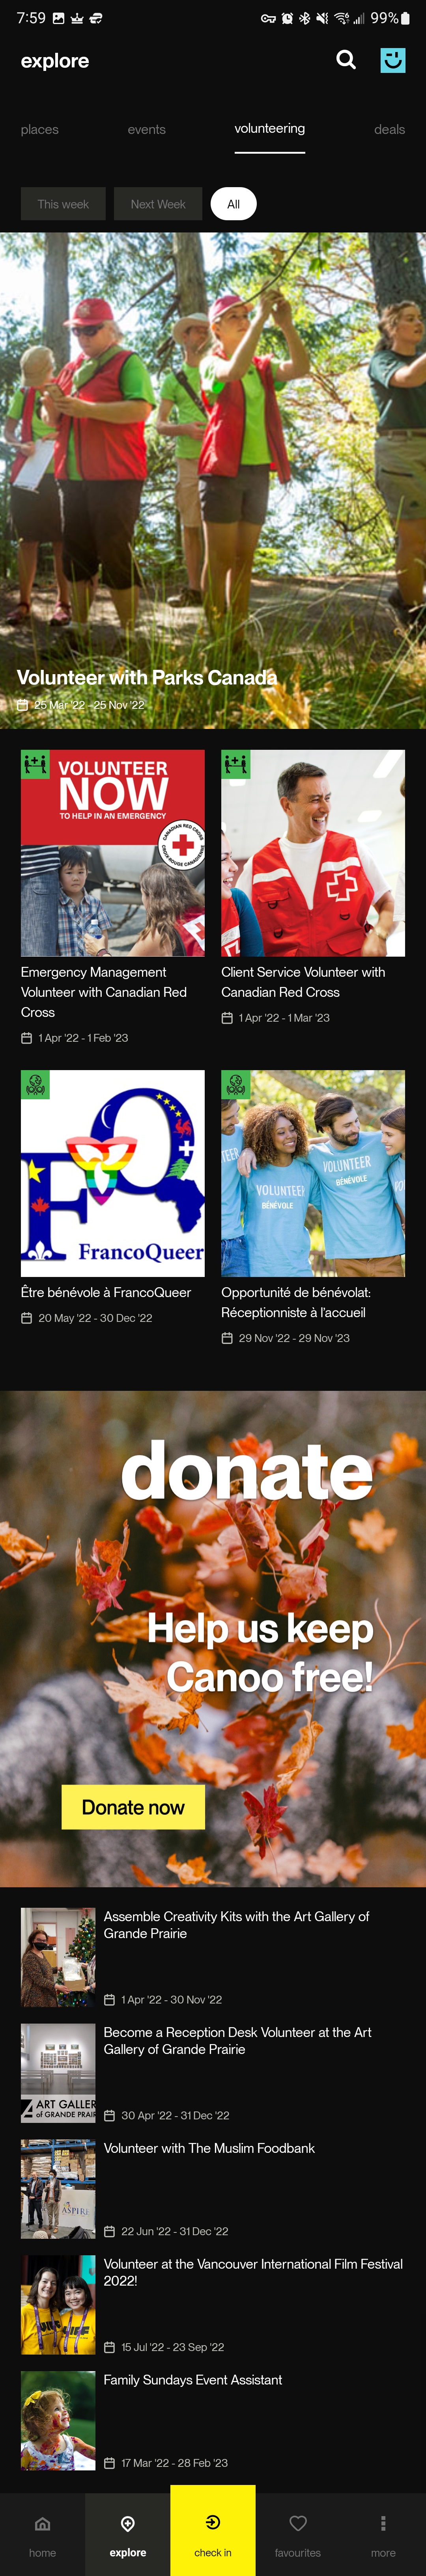 7:59
99%
explore
places events volunteering deals
This week Next Week All
Volunteer with Parks Canada
25 Mar '22 - 25 Nov '22
VOLUNTEER
NOW
TO HELP IN AN EMERGENCY
CANADIAN RED CROSS
CROIX-ROUGE CANADIENNE
Emergency Management
Volunteer with Canadian Red
Cross
1 Apr '22 - 1 Feb '23
Client Service Volunteer with
Canadian Red Cross
1 Apr '22 - 1 Mar '23
FQ
FrancoQueer
Être bénévole à FrancoQueer
20 May '22 - 30 Dec '22
VOLUNTEER
BÉNÉVOLE
VOLUNTEER
BÉNÉVOLE
Opportunité de bénévolat:
Réceptionniste à l'accueil
29 Nov '22 - 29 Nov '23
donate
Help us keep
Canoo free!
Donate now
Assemble Creativity Kits with the Art Gallery of
Grande Prairie
1 Apr '22 - 30 Nov '22
ART GALLER
of GRANDE PRAIR
Become a Reception Desk Volunteer at the Art
Gallery of Grande Prairie
30 Apr '22 - 31 Dec '22
Volunteer with The Muslim Foodbank
22 Jun '22 - 31 Dec '22
Volunteer at the Vancouver International Film Festival
2022!
15 Jul '22 - 23 Sep '22
Family Sundays Event Assistant
17 Mar '22 - 28 Feb '23
home explore check in favourites more